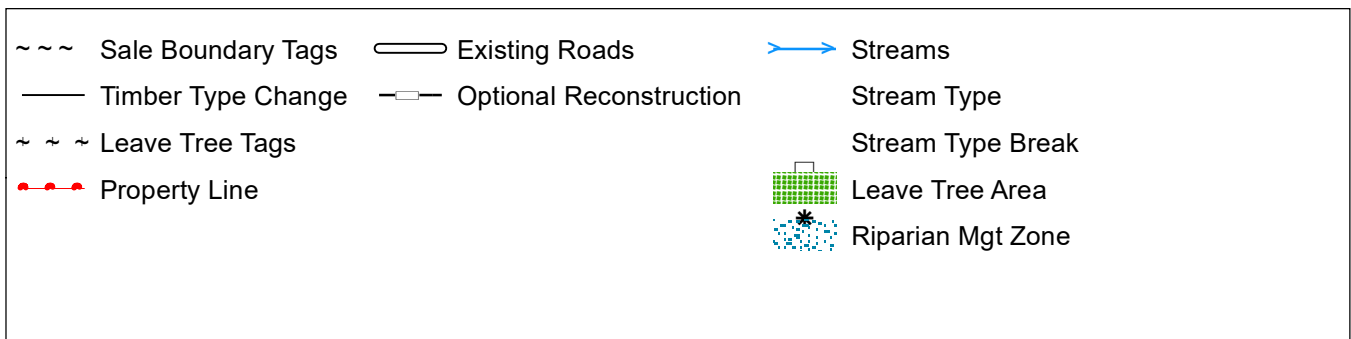 Sale Boundary Tags
Timber Type Change
Leave Tree Tags
Property Line
Existing Roads
Optional Reconstruction
Streams
Stream Type
Stream Type Break
Leave Tree Area
Riparian Mgt Zone